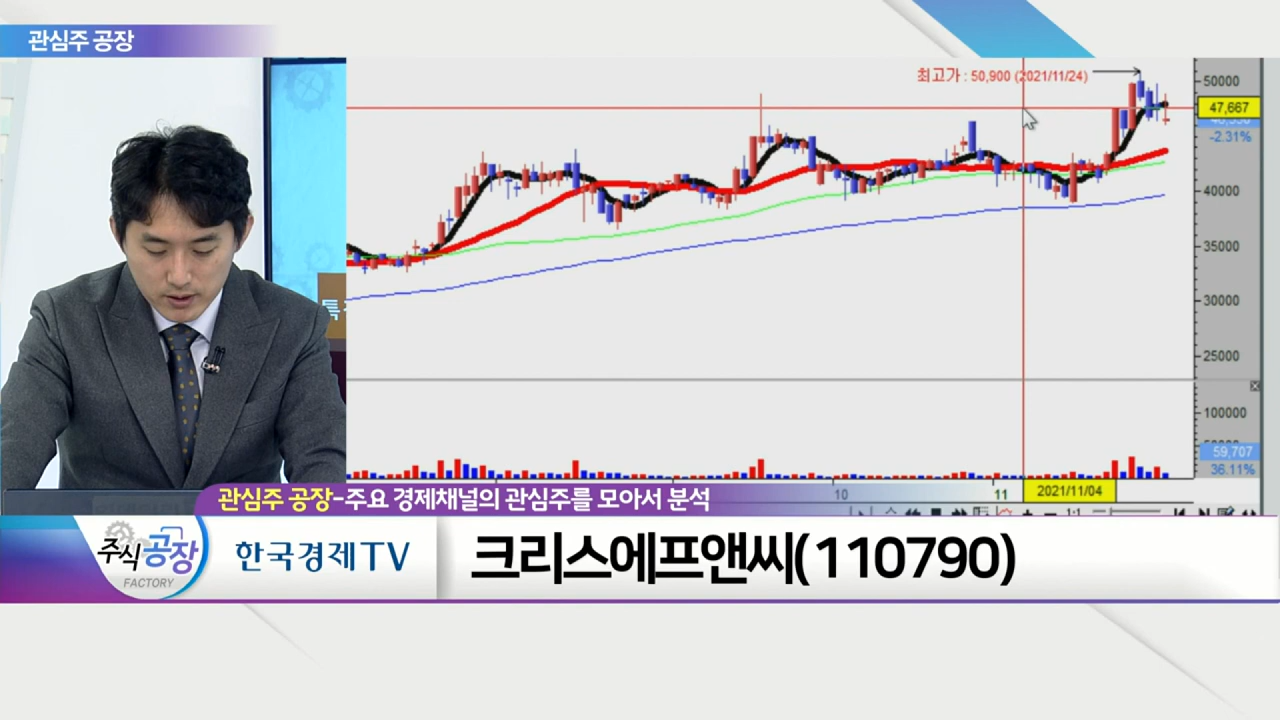 관심주 공장
최고가 : 50,900 (2021/11/24)
50000
47,667
-2.31%
40000
35000
30000
25000
특
100000
59,707
36.11%
10
11
2021/11/04
관심주 공장-주요 경제채널의 관심주를 모아서 분석
주식공장
FACTORY
한국경제TV
크리스에프앤씨(110790)